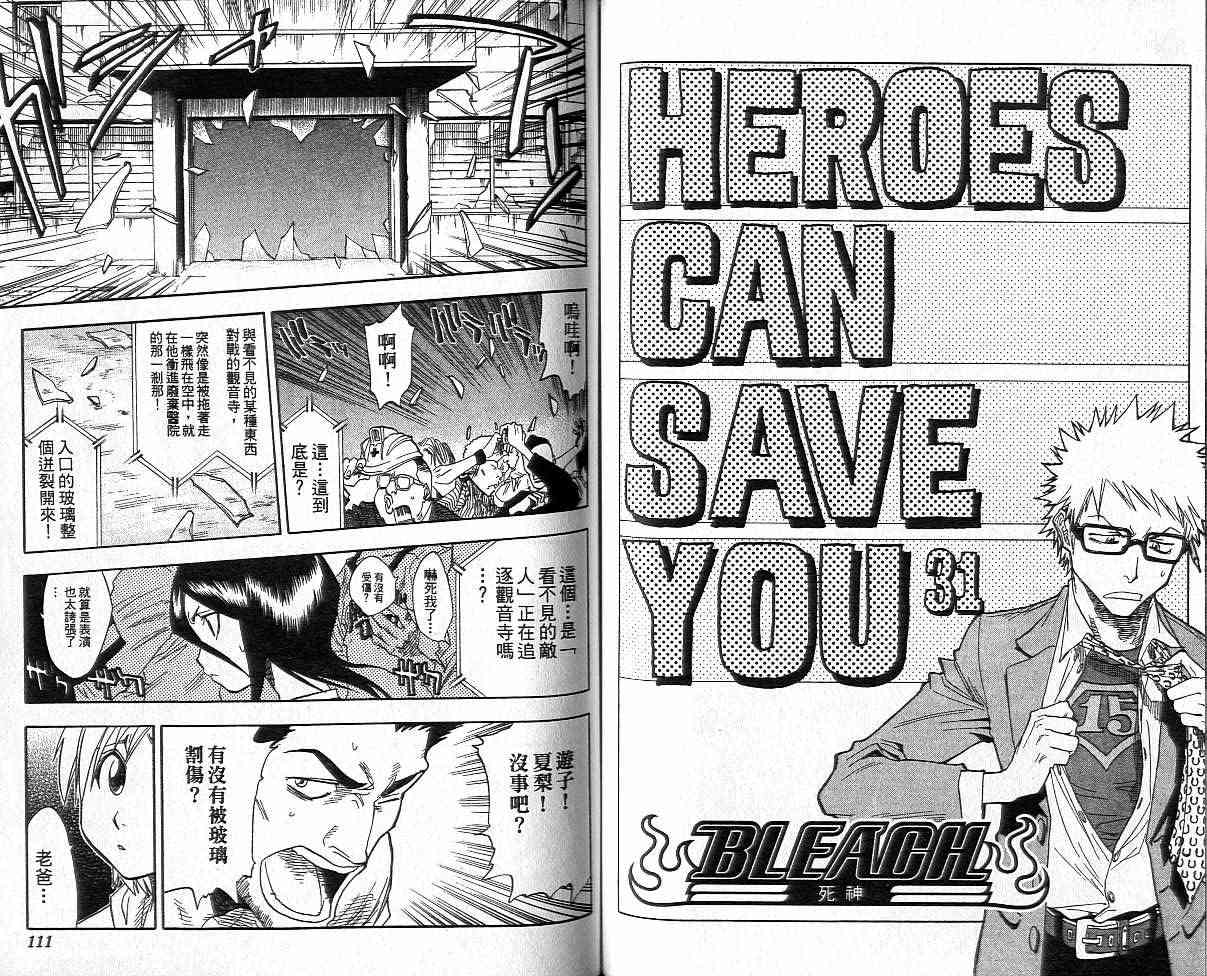 HEROES
CAN
SAVE
YOU 31
15
BLEACH
死神
嗚哇啊！
啊啊！
這…這到
底是？
與看不見的某種東西
對戰的觀音寺，
突然像是被拖著走
一樣飛在空中，就
在他衝進廢棄醫院
的那一剎那！
入口的玻璃整
個迸裂開來！
這個…是「
看不見的敵
人」正在追
逐觀音寺嗎
…？
嚇死我了…
有沒有
受傷？
就算是表演
也太誇張了
…
遊子！
夏梨！
沒事吧？
有沒有被玻璃
割傷？
老爸…
111